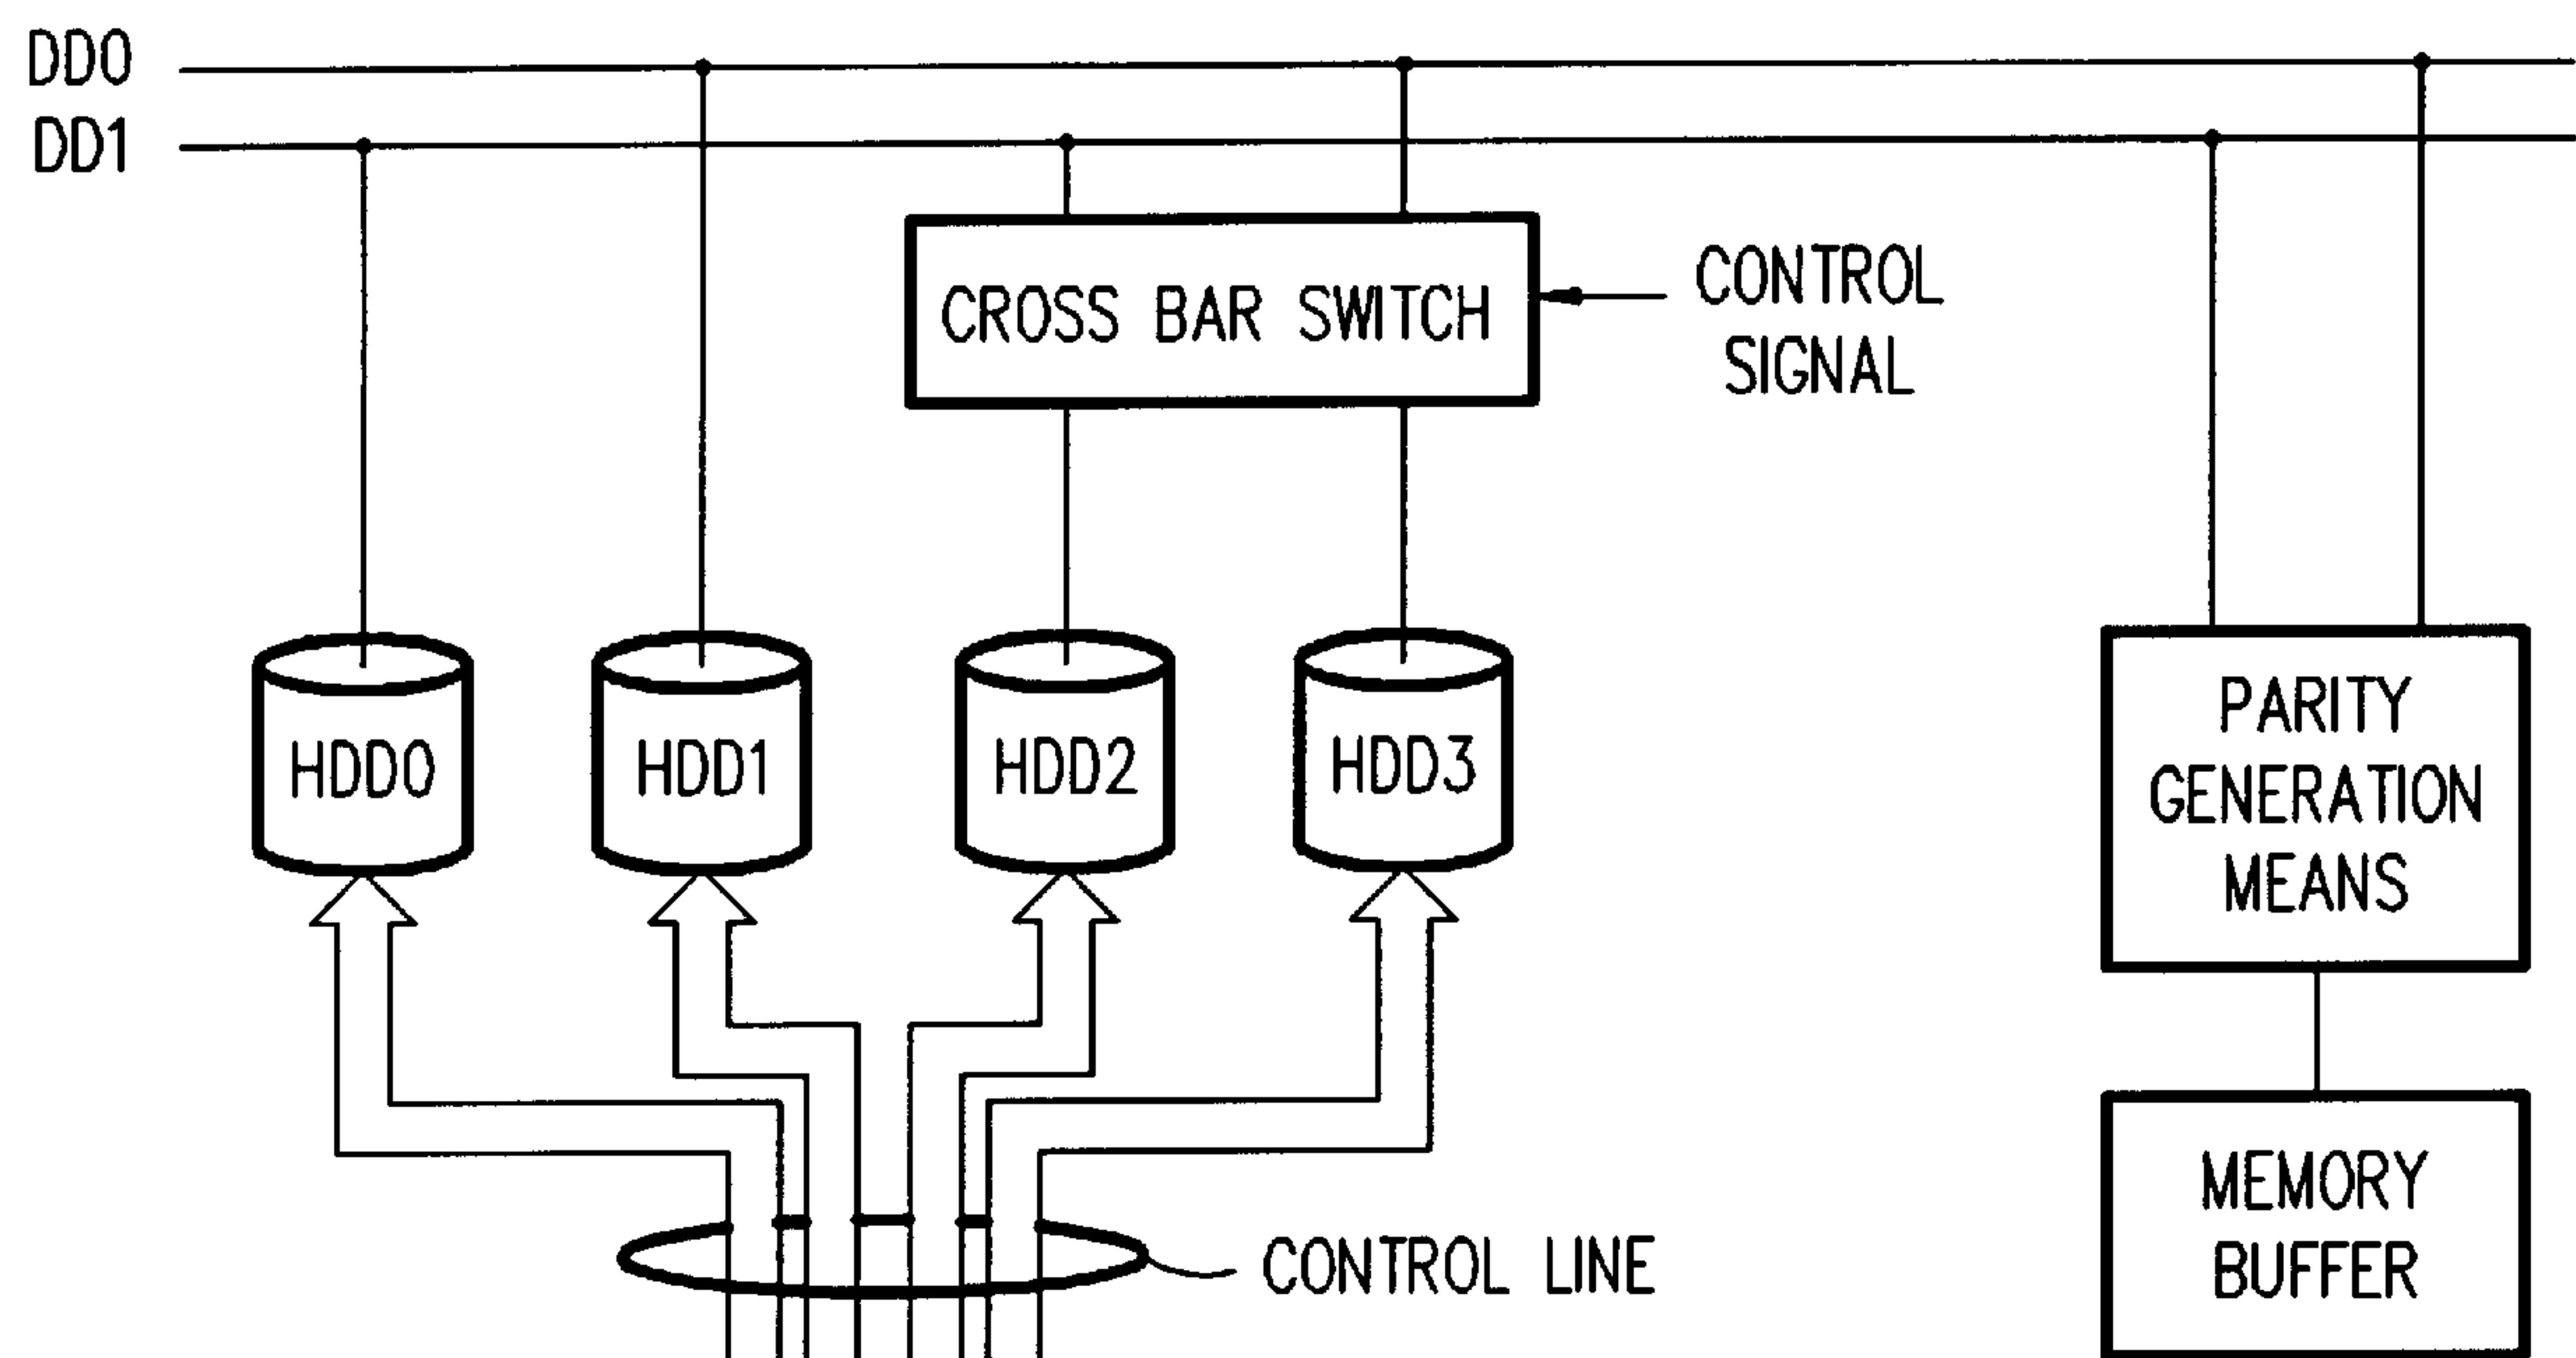 DD0
DD1
CROSS BAR SWITCH
CONTROL
SIGNAL
HDD0
HDD1
HDD2
HDD3
PARITY
GENERATION
MEANS
MEMORY
BUFFER
CONTROL LINE